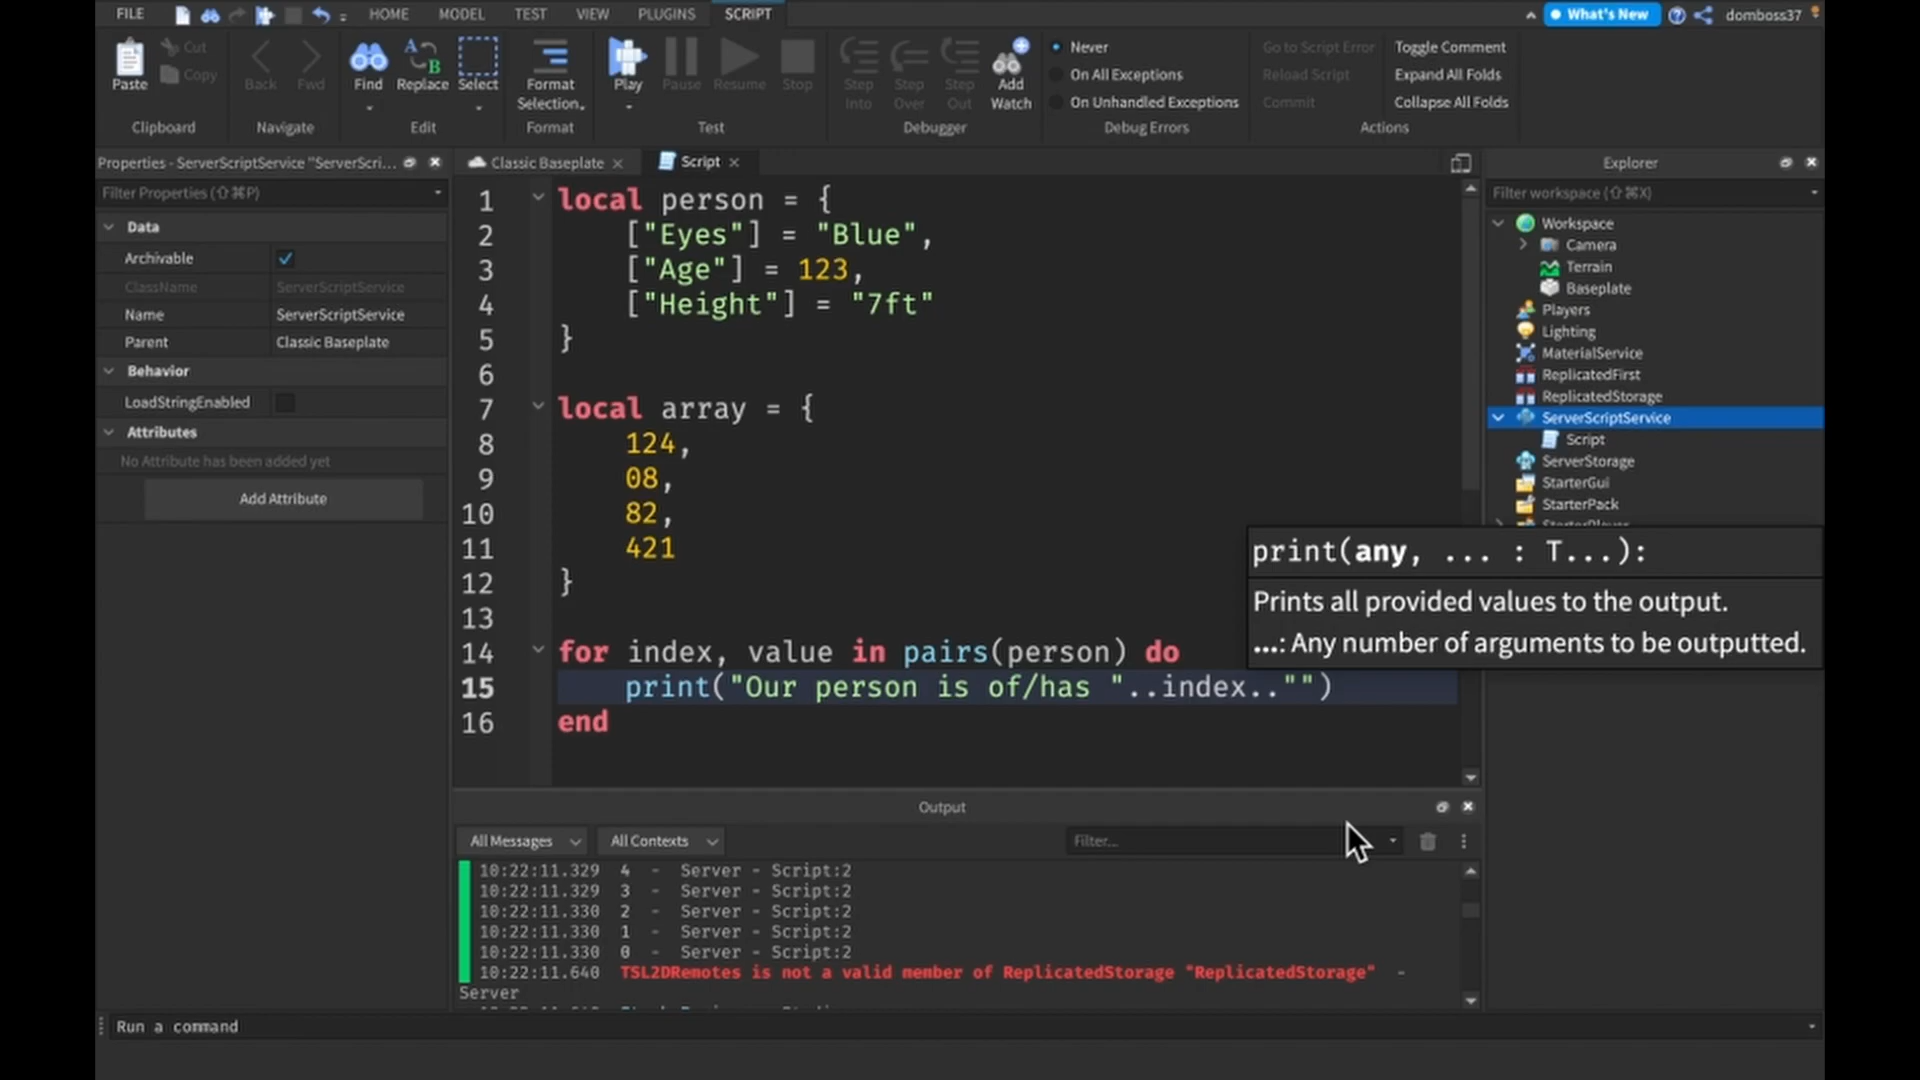 FILE HOME MODEL TEST VIEW PLUGINS SCRIPT What's New domboss37
Paste Cut Copy
Back Fwd
Find Replace Select
Format Selection
Play Pause Resume Stop
Step Into Step Over Step Out Add Watch
Never
On All Exceptions
On Unhandled Exceptions
Go to Script Error
Reload Script
Commit
Toggle Comment
Expand All Folds
Collapse All Folds
Clipboard Navigate Edit Format Test Debugger Debug Errors Actions
Properties - ServerScriptService "ServerScri...
Filter Properties (⇧⌘P)
Data
Archivable
ClassName ServerScriptService
Name ServerScriptService
Parent Classic Baseplate
Behavior
LoadStringEnabled
Attributes
No Attribute has been added yet
Add Attribute
Classic Baseplate Script
1 local person = {
2 ["Eyes"] = "Blue",
3 ["Age"] = 123,
4 ["Height"] = "7ft"
5 }
6
7 local array = {
8 124,
9 08,
10 82,
11 421
12 }
13
14 for index, value in pairs(person) do
15 print("Our person is of/has "..index.."")
16 end
print(any, ... : T...):
Prints all provided values to the output.
...: Any number of arguments to be outputted.
Explorer
Filter workspace (⇧⌘X)
Workspace
Camera
Terrain
Baseplate
Players
Lighting
MaterialService
ReplicatedFirst
ReplicatedStorage
ServerScriptService
Script
ServerStorage
StarterGui
StarterPack
Output
All Messages All Contexts Filter...
10:22:11.329 4 - Server - Script:2
10:22:11.329 3 - Server - Script:2
10:22:11.330 2 - Server - Script:2
10:22:11.330 1 - Server - Script:2
10:22:11.330 0 - Server - Script:2
10:22:11.640 TSL2DRemotes is not a valid member of ReplicatedStorage "ReplicatedStorage" -
Server
Run a command